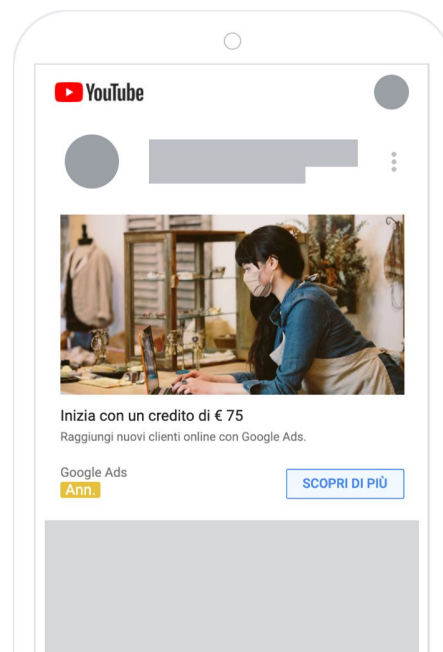 YouTube
Inizia con un credito di € 75
Raggiungi nuovi clienti online con Google Ads.
Google Ads
Ann.
SCOPRI DI PIÙ